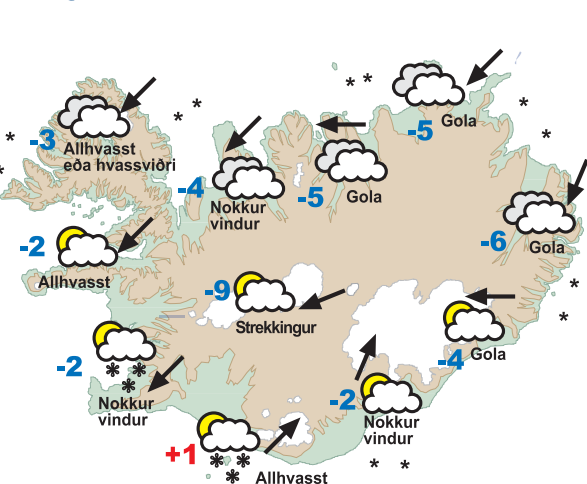 -5
Gola
-3
Allhvasst
eða hvassviðri
-4
Nokkur
vindur
-5
Gola
-6
Gola
-2
Allhvasst
-9
Strekkingur
-4
Gola
-2
Nokkur
vindur
-2
Nokkur
vindur
+1
Allhvasst